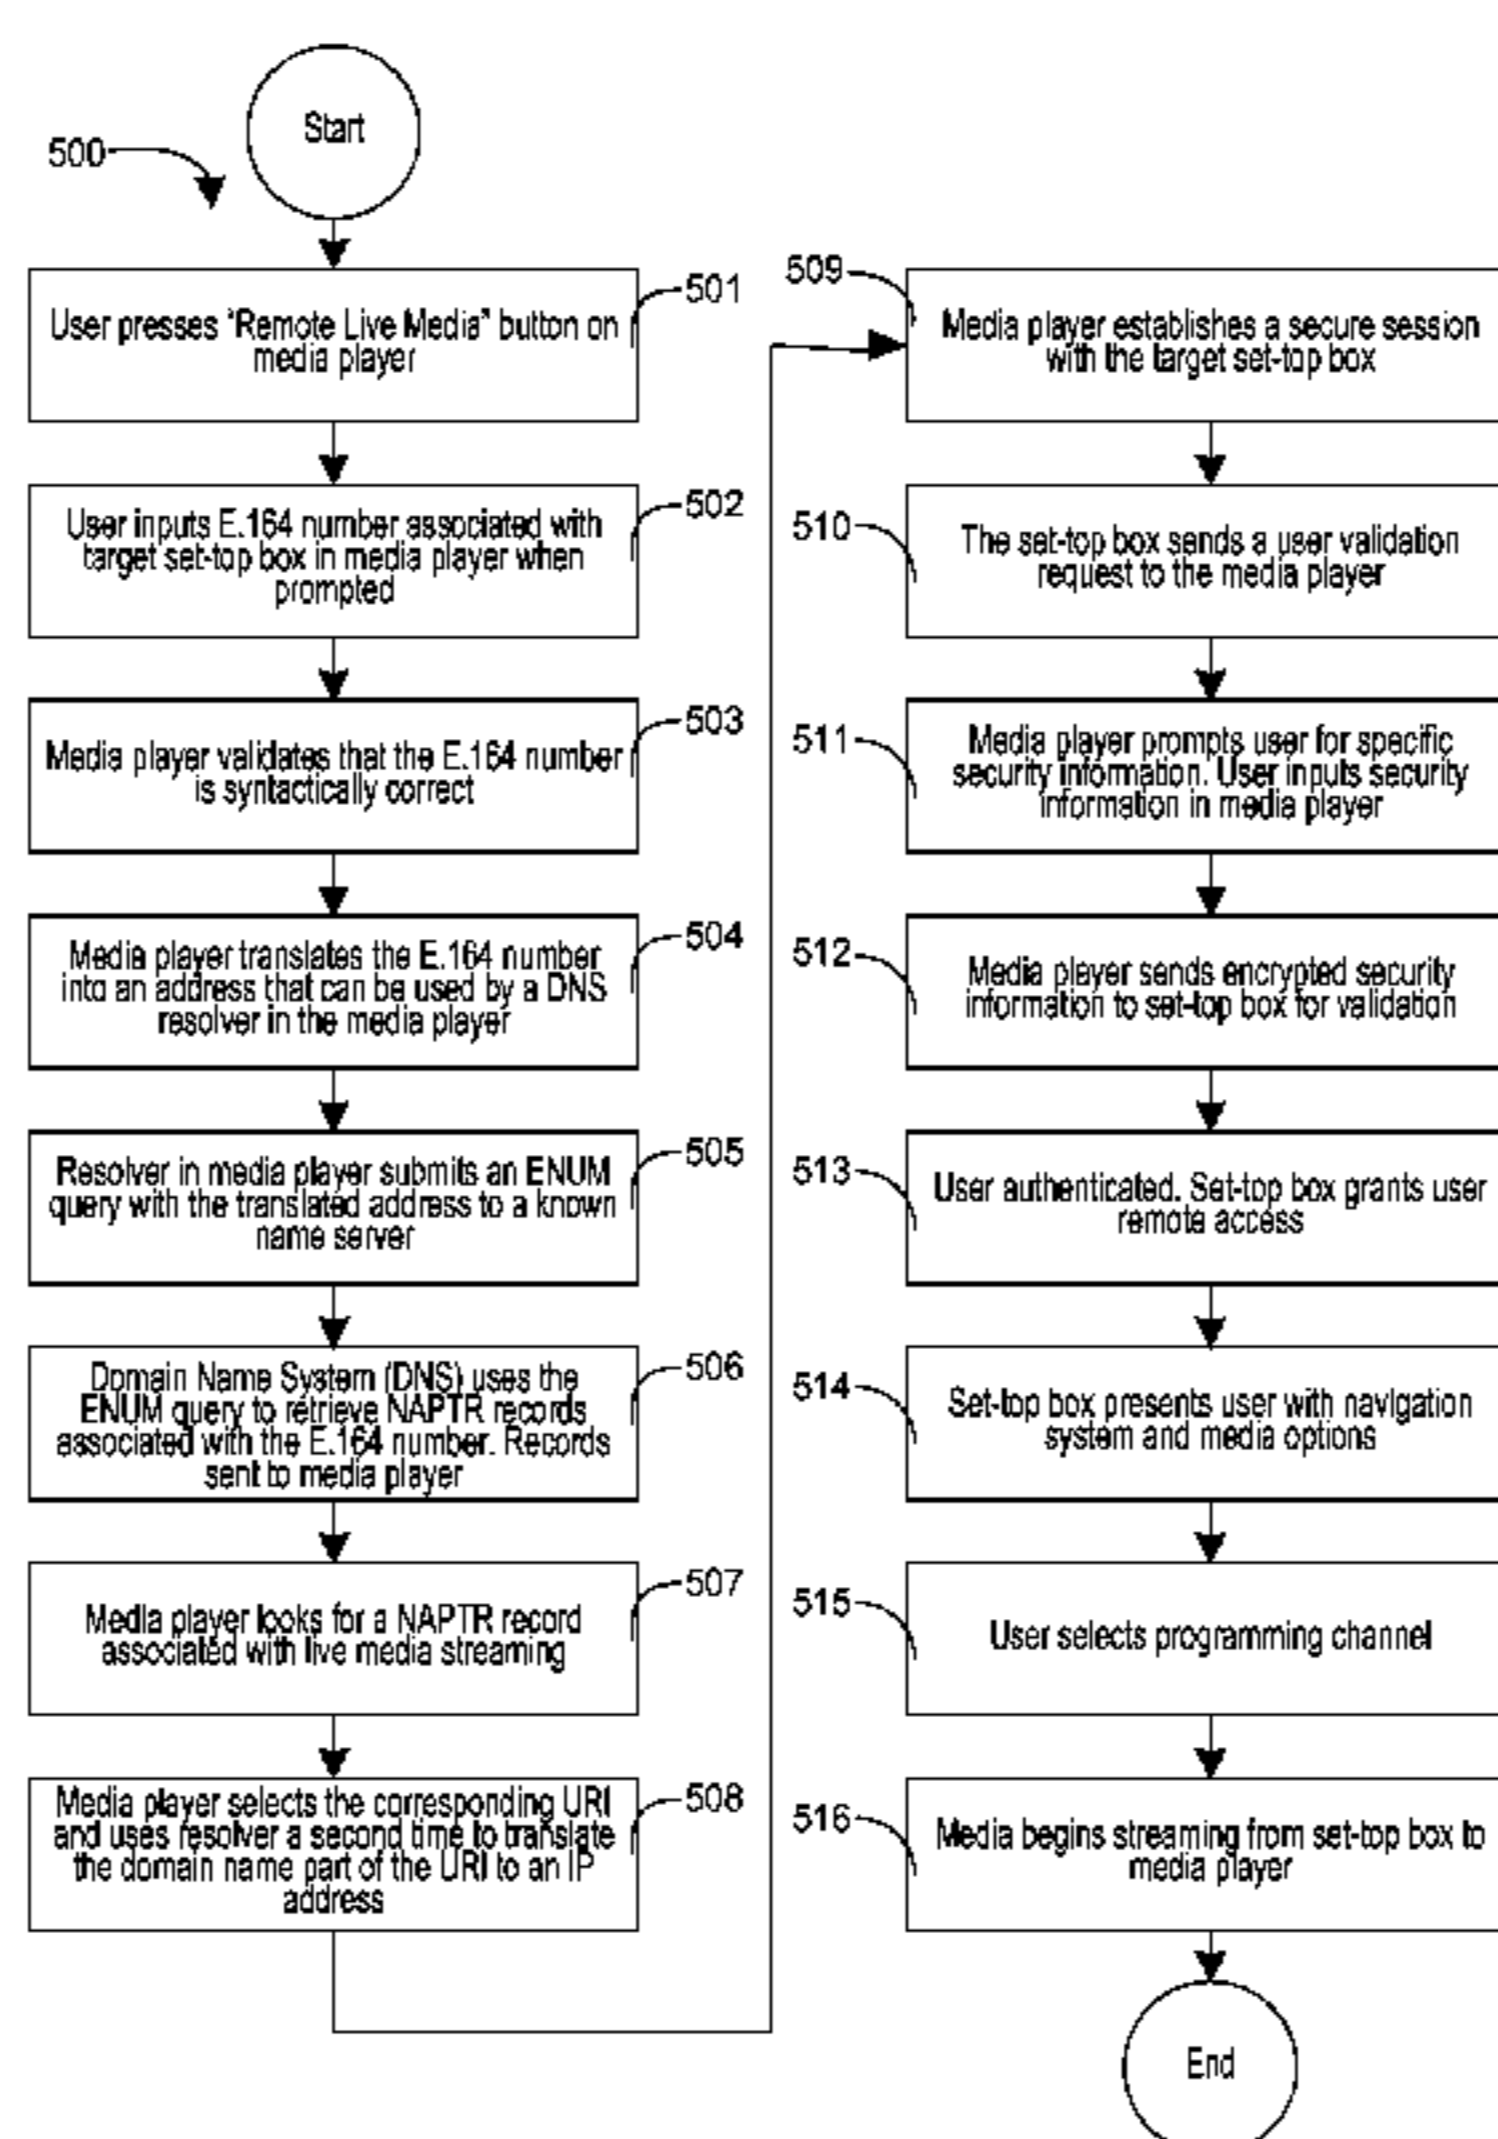 Start
500
User presses “Remote Live Media” button on
media player
501
User inputs E.164 number associated with
target set-top box in media player when
prompted
502
Media player validates that the E.164 number
is syntactically correct
503
Media player translates the E.164 number
into an address that can be used by a DNS
resolver in the media player
504
Resolver in media player submits an ENUM
query with the translated address to a known
name server
505
Domain Name System (DNS) uses the
ENUM query to retrieve NAPTR records
associated with the E.164 number. Records
sent to media player
506
Media player looks for a NAPTR record
associated with live media streaming
507
Media player selects the corresponding URI
and uses resolver a second time to translate
the domain name part of the URI to an IP
address
508
509
Media player establishes a secure session
with the target set-top box
510
The set-top box sends a user validation
request to the media player
511
Media player prompts user for specific
security information. User inputs security
information in media player
512
Media player sends encrypted security
information to set-top box for validation
513
User authenticated. Set-top box grants user
remote access
514
Set-top box presents user with navigation
system and media options
515
User selects programming channel
516
Media begins streaming from set-top box to
media player
End